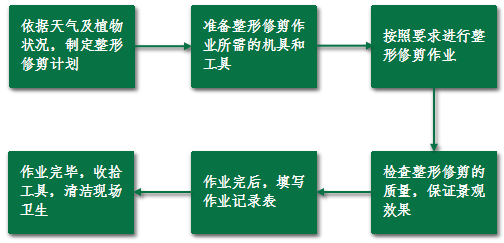 依据天气及植物
状况，制定整形
修剪计划
准备整形修剪作
业所需的机具和
工具
按照要求进行整
形修剪作业
检查整形修剪的
质量，保证景观
效果
作业完后，填写
作业记录表
作业完毕，收拾
工具，清洁现场
卫生